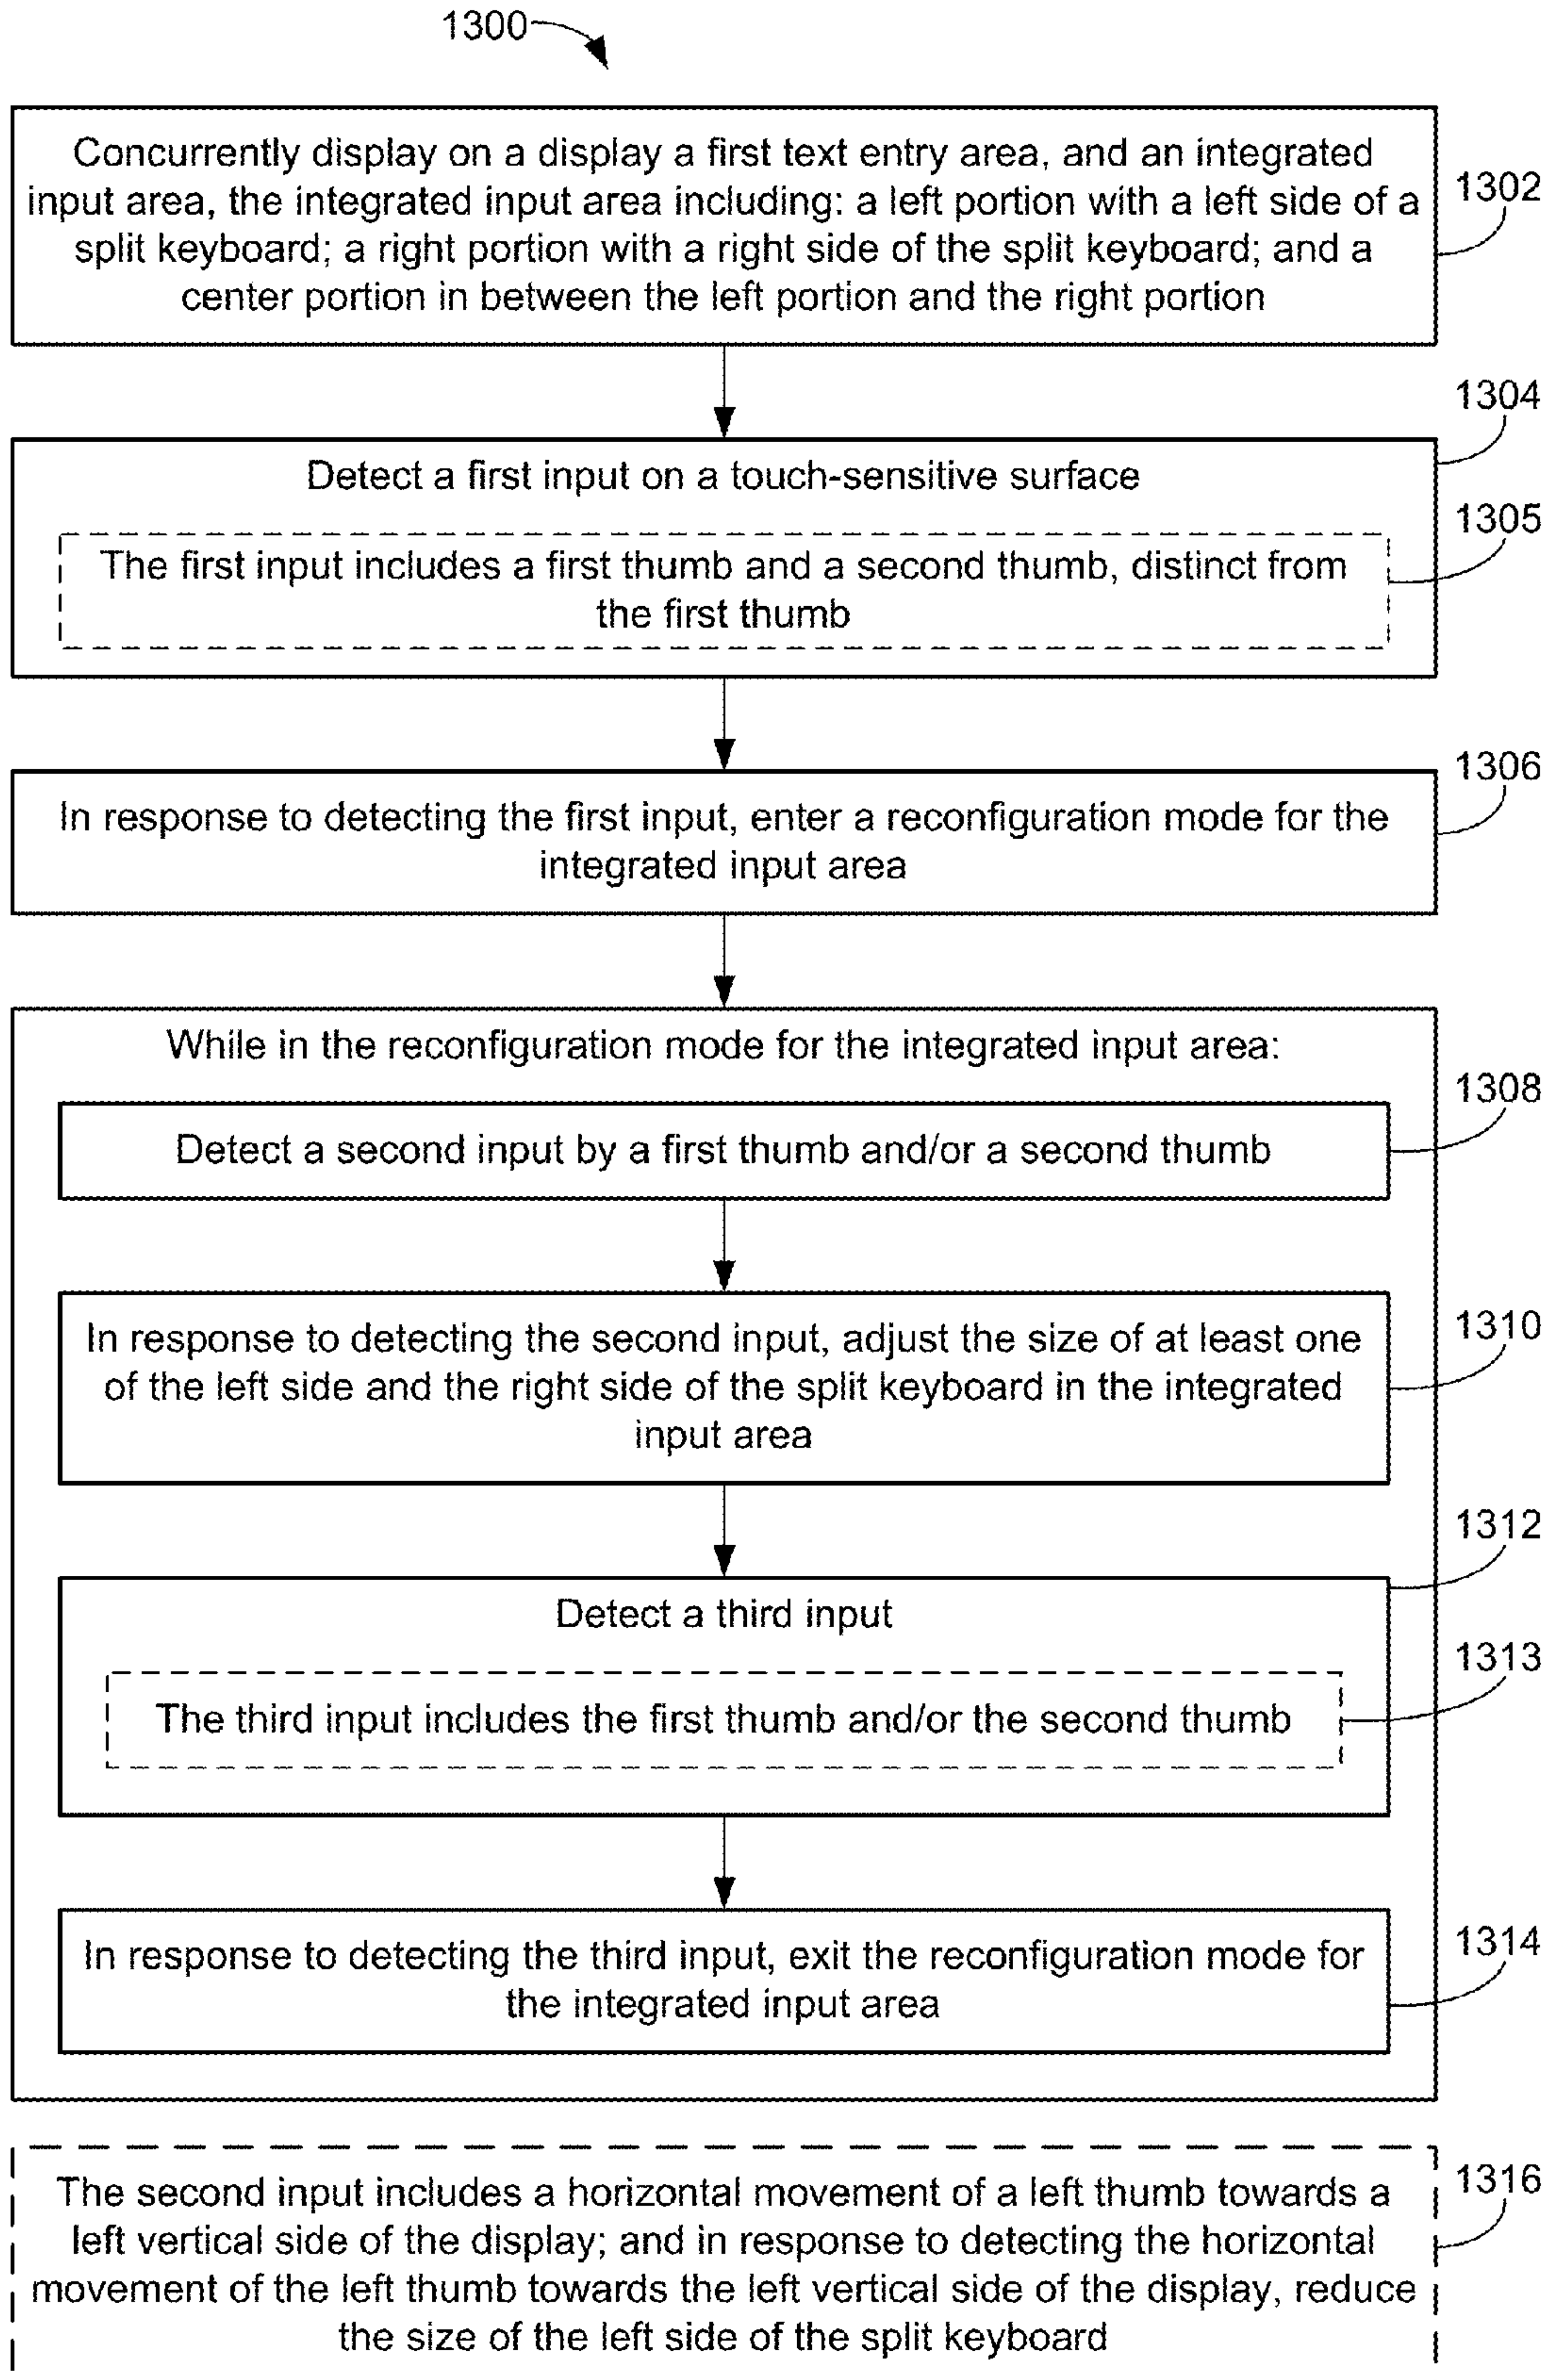 1300
Concurrently display on a display a first text entry area, and an integrated
input area, the integrated input area including: a left portion with a left side of a
split keyboard; a right portion with a right side of the split keyboard; and a
center portion in between the left portion and the right portion
1302
1304
Detect a first input on a touch-sensitive surface
1305
The first input includes a first thumb and a second thumb, distinct from
the first thumb
1306
In response to detecting the first input, enter a reconfiguration mode for the
integrated input area
While in the reconfiguration mode for the integrated input area:
1308
Detect a second input by a first thumb and/or a second thumb
1310
In response to detecting the second input, adjust the size of at least one
of the left side and the right side of the split keyboard in the integrated
input area
1312
Detect a third input
1313
The third input includes the first thumb and/or the second thumb
1314
In response to detecting the third input, exit the reconfiguration mode for
the integrated input area
1316
The second input includes a horizontal movement of a left thumb towards a
left vertical side of the display; and in response to detecting the horizontal
movement of the left thumb towards the left vertical side of the display, reduce
the size of the left side of the split keyboard